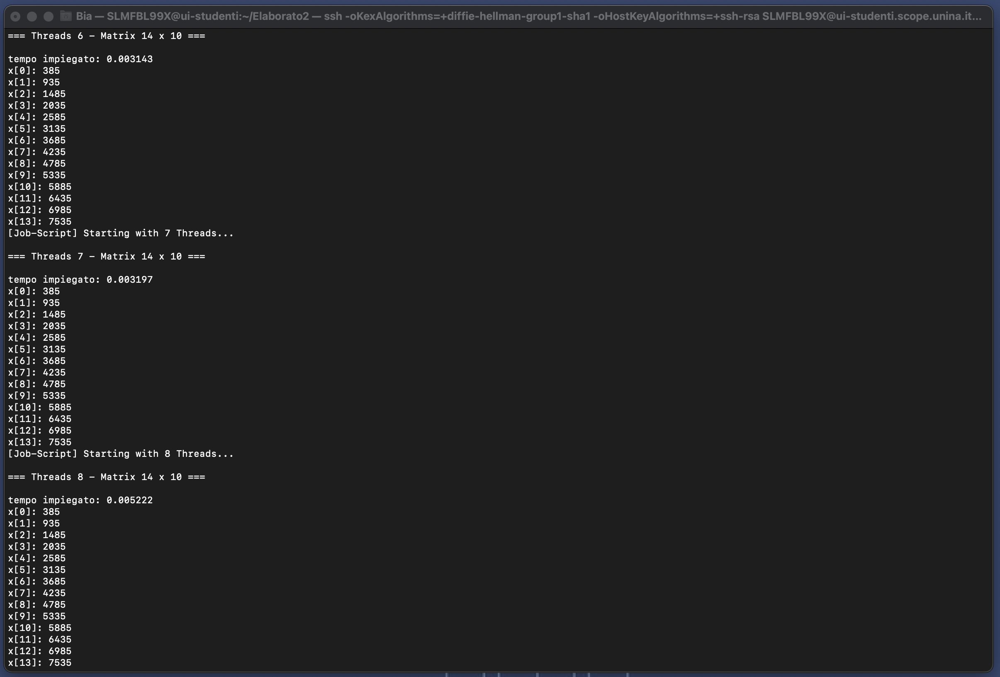 Bia — SLMFBL99X@ui-studenti:~/Elaborato2 — ssh -oKexAlgorithms=+diffie-hellman-group1-sha1 -oHostKeyAlgorithms=+ssh-rsa SLMFBL99X@ui-studenti.scope.unina.it...
=== Threads 6 - Matrix 14 x 10 ===
tempo impiegato: 0.003143
x[0]: 385
x[1]: 935
x[2]: 1485
x[3]: 2035
x[4]: 2585
x[5]: 3135
x[6]: 3685
x[7]: 4235
x[8]: 4785
x[9]: 5335
x[10]: 5885
x[11]: 6435
x[12]: 6985
x[13]: 7535
[Job-Script] Starting with 7 Threads...
=== Threads 7 - Matrix 14 x 10 ===
tempo impiegato: 0.003197
x[0]: 385
x[1]: 935
x[2]: 1485
x[3]: 2035
x[4]: 2585
x[5]: 3135
x[6]: 3685
x[7]: 4235
x[8]: 4785
x[9]: 5335
x[10]: 5885
x[11]: 6435
x[12]: 6985
x[13]: 7535
[Job-Script] Starting with 8 Threads...
=== Threads 8 - Matrix 14 x 10 ===
tempo impiegato: 0.005222
x[0]: 385
x[1]: 935
x[2]: 1485
x[3]: 2035
x[4]: 2585
x[5]: 3135
x[6]: 3685
x[7]: 4235
x[8]: 4785
x[9]: 5335
x[10]: 5885
x[11]: 6435
x[12]: 6985
x[13]: 7535